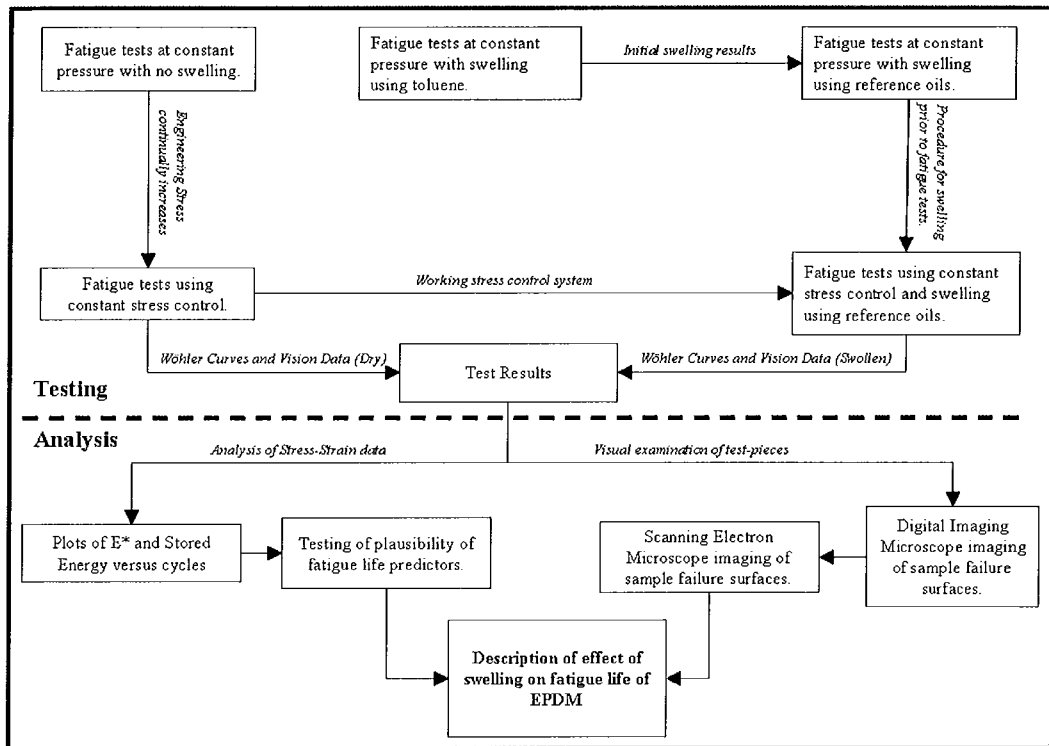 Fatigue tests at constant
pressure with no swelling.
Fatigue tests at constant
pressure with swelling
using toluene.
Initial swelling results
Fatigue tests at constant
pressure with swelling
using reference oils.
Engineering Stress
continually increases
Procedure for swelling
prior to fatigue tests.
Fatigue tests using
constant stress control.
Working stress control system
Fatigue tests using constant
stress control and swelling
using reference oils.
Wöhler Curves and Vision Data (Dry)
Test Results
Wöhler Curves and Vision Data (Swollen)
Testing
Analysis
Analysis of Stress-Strain data
Visual examination of test-pieces
Plots of E* and Stored
Energy versus cycles
Testing of plausibility of
fatigue life predictors.
Scanning Electron
Microscope imaging
of sample failure
surfaces.
Digital Imaging
Microscope imaging
of sample failure
surfaces.
Description of effect of
swelling on fatigue life of
EPDM